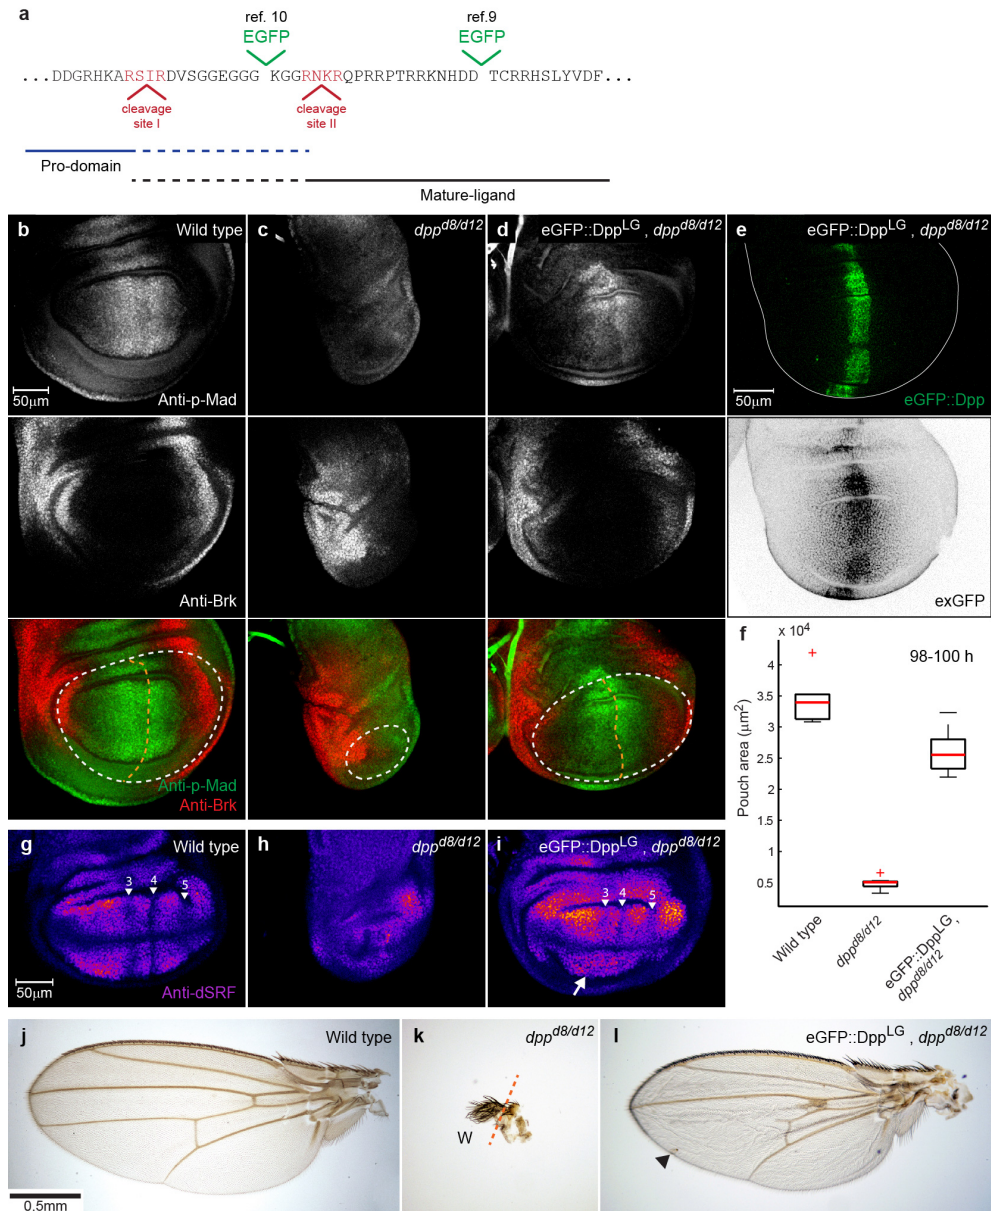 a
ref. 10
EGFP
ref.9
EGFP
...DDGRHKARSIRDVSGGEGGG KGGRNKRQPRRPTRRKNHDD TCRRHSLYVDF...
cleavage
site I
cleavage
site II
Pro-domain
Mature-ligand
b Wild type
50μm
Anti-p-Mad
c dpp^d8/d12
d eGFP::Dpp^LG , dpp^d8/d12
e eGFP::Dpp^LG , dpp^d8/d12
50μm
eGFP::Dpp
Anti-Brk
exGFP
Anti-p-Mad
Anti-Brk
f
x 10^4
98-100 h
4
3.5
3
2.5
2
1.5
1
0.5
Pouch area (μm²)
Wild type
dpp^d8/d12
eGFP::DppLG ,
dpp^d8/d12
g Wild type
3 4 5
50μm
Anti-dSRF
h dpp^d8/d12
i eGFP::Dpp^LG , dpp^d8/d12
3 4 5
j Wild type
0.5mm
k dpp^d8/d12
W
l eGFP::Dpp^LG , dpp^d8/d12